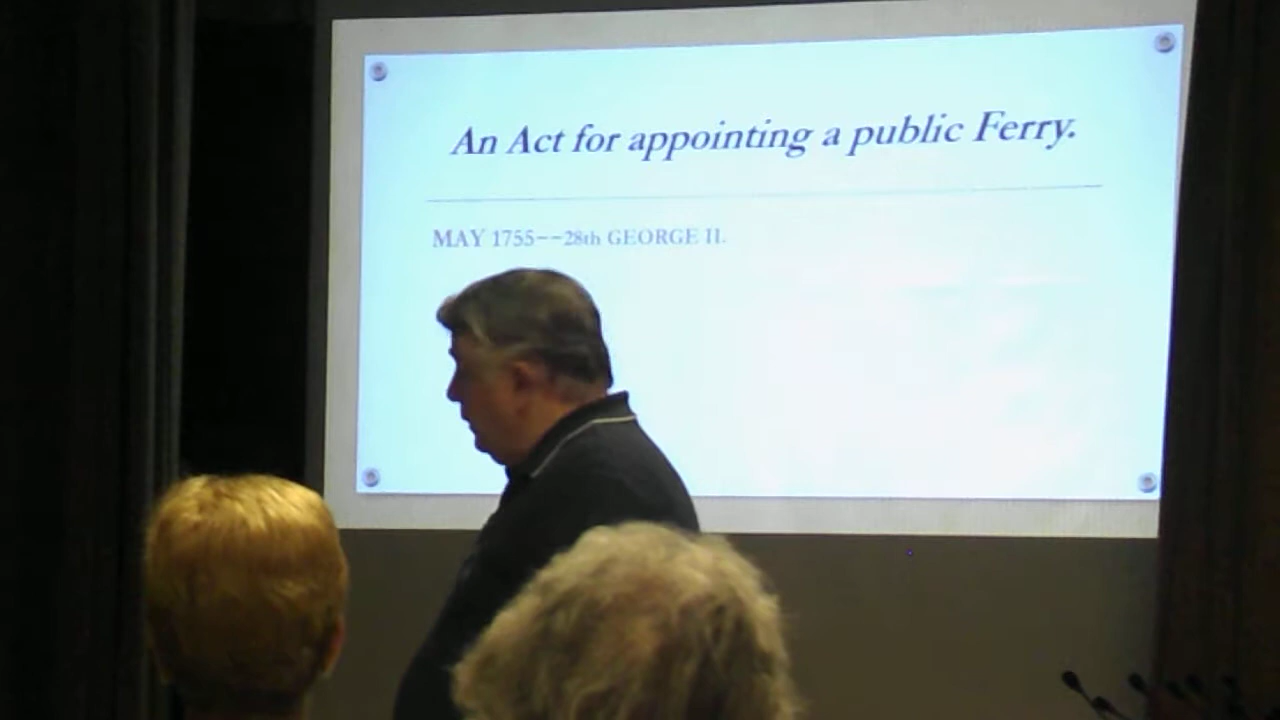 An Act for appointing a public Ferry.
MAY 1755--28th GEORGE II.